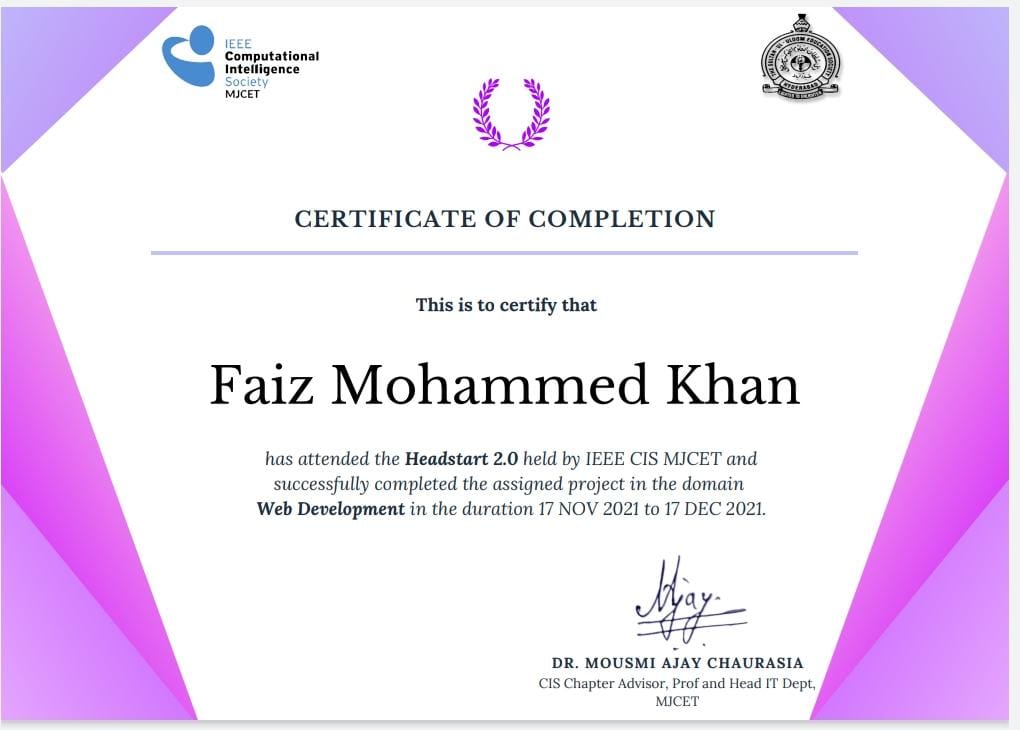 IEEE
Computational
Intelligence
Society
MJCET
HYDERABAD
CERTIFICATE OF COMPLETION
This is to certify that
Faiz Mohammed Khan
has attended the Headstart 2.0 held by IEEE CIS MJCET and
successfully completed the assigned project in the domain
Web Development in the duration 17 NOV 2021 to 17 DEC 2021.
Ajay
DR. MOUSMI AJAY CHAURASIA
CIS Chapter Advisor, Prof and Head IT Dept,
MJCET